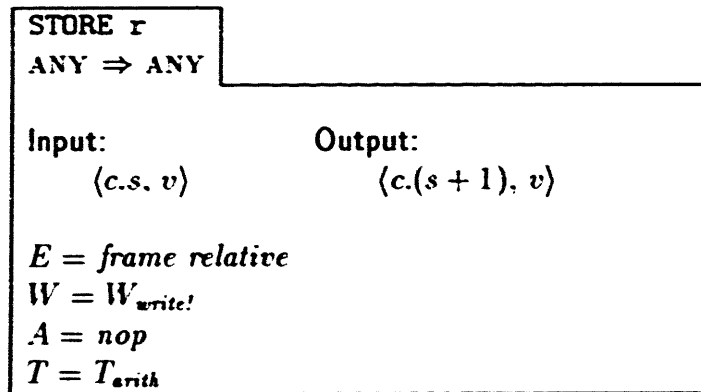 STORE r
ANY ⇒ ANY
Input: Output:
⟨c.s, v⟩ ⟨c.(s + 1), v⟩
E = frame relative
W = W_write!
A = nop
T = T_arith